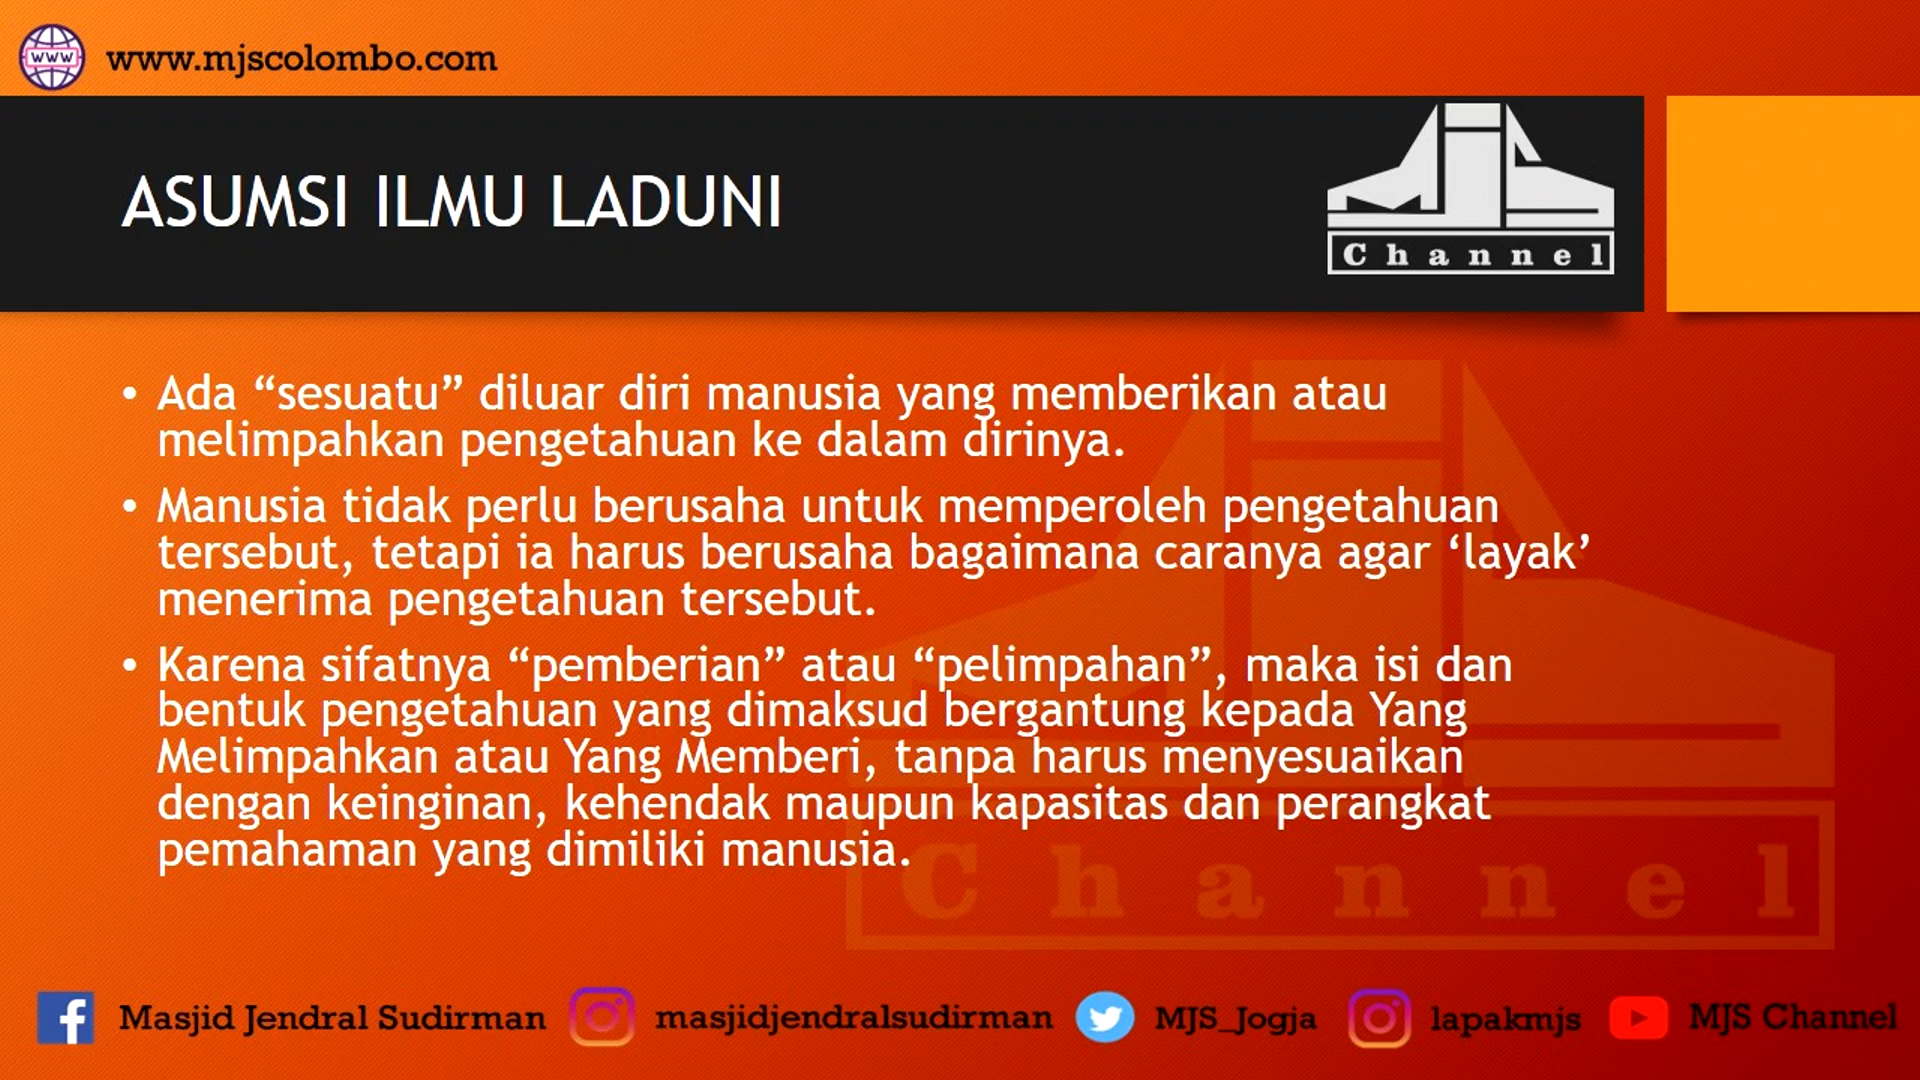 www
www.mjscolombo.com
ASUMSI ILMU LADUNI
MJS
Channel
• Ada “sesuatu” diluar diri manusia yang memberikan atau
melimpahkan pengetahuan ke dalam dirinya.
• Manusia tidak perlu berusaha untuk memperoleh pengetahuan
tersebut, tetapi ia harus berusaha bagaimana caranya agar ‘layak’
menerima pengetahuan tersebut.
• Karena sifatnya “pemberian” atau “pelimpahan”, maka isi dan
bentuk pengetahuan yang dimaksud bergantung kepada Yang
Melimpahkan atau Yang Memberi, tanpa harus menyesuaikan
dengan keinginan, kehendak maupun kapasitas dan perangkat
pemahaman yang dimiliki manusia.
Channel
Masjid Jendral Sudirman masjidjendralsudirman MJS_Jogja lapakmjs MJS Channel